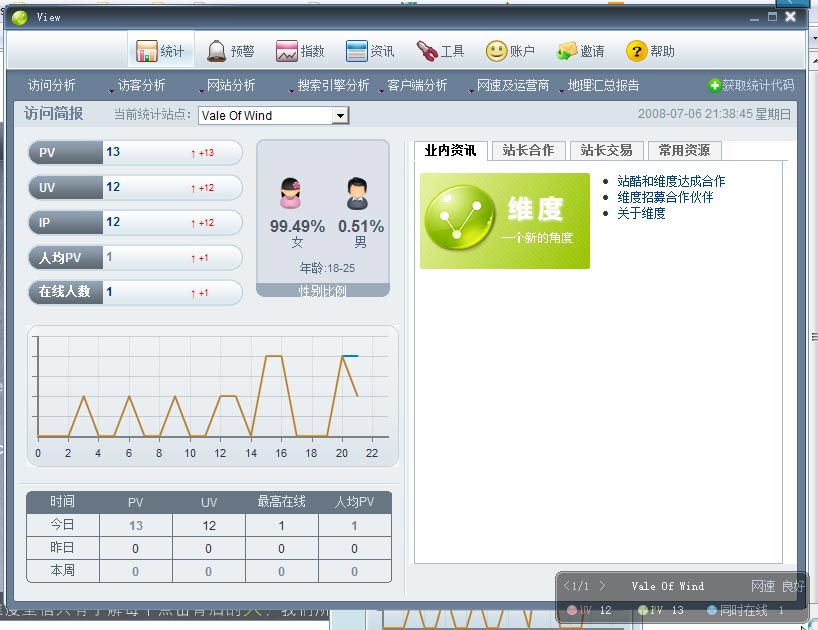 View
统计 预警 指数 资讯 工具 账户 邀请 帮助
访问分析 访客分析 网站分析 搜索引擎分析 客户端分析 网速及运营商 地理汇总报告 获取统计代码
访问简报 当前统计站点: Vale Of Wind 2008-07-06 21:38:45 星期日
PV 13 ↑ +13
UV 12 ↑ +12
IP 12 ↑ +12
人均PV 1 ↑ +1
在线人数 1 ↑ +1
99.49% 0.51%
女 男
年龄:18-25
性别比例
业内资讯 站长合作 站长交易 常用资源
维度
一个新的角度
站酷和维度达成合作
维度招募合作伙伴
关于维度
0 2 4 6 8 10 12 14 16 18 20 22
时间 PV UV 最高在线 人均PV
今日 13 12 1 1
昨日 0 0 0 0
本周 0 0 0 0
<1/1 > Vale Of Wind 网速 良好
UV 12 PV 13 同时在线 1